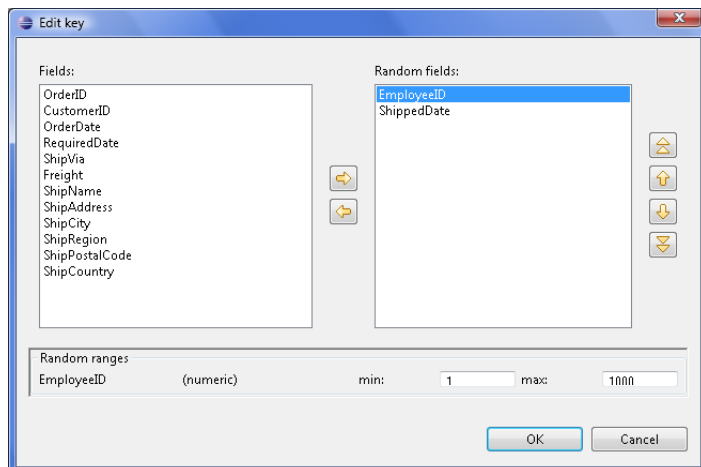 Edit key
Fields:
Random fields:
OrderID
CustomerID
OrderDate
RequiredDate
ShipVia
Freight
ShipName
ShipAddress
ShipCity
ShipRegion
ShipPostalCode
ShipCountry
EmployeeID
ShippedDate
Random ranges
EmployeeID (numeric) min: 1 max: 1000
OK Cancel